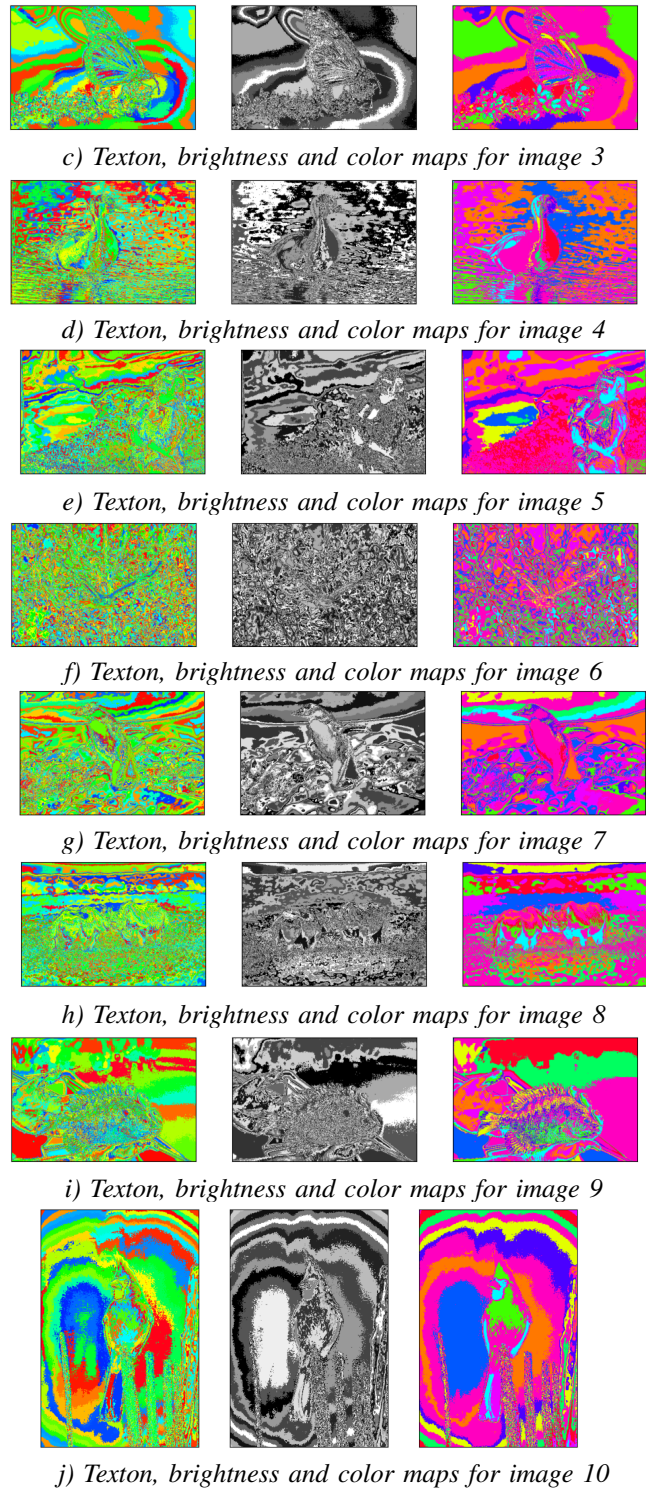 c) Texton, brightness and color maps for image 3
d) Texton, brightness and color maps for image 4
e) Texton, brightness and color maps for image 5
f) Texton, brightness and color maps for image 6
g) Texton, brightness and color maps for image 7
h) Texton, brightness and color maps for image 8
i) Texton, brightness and color maps for image 9
j) Texton, brightness and color maps for image 10